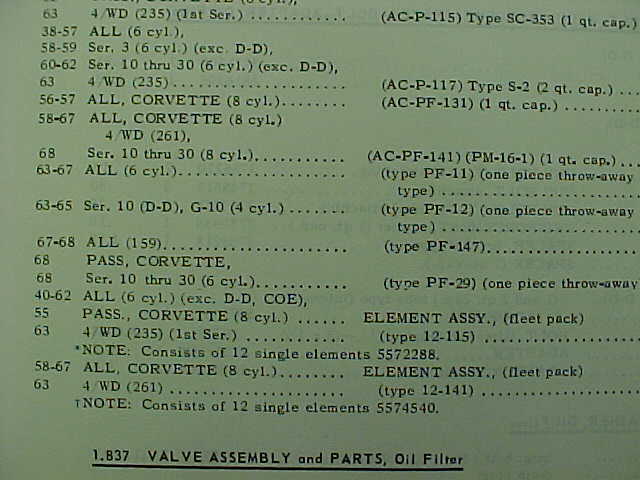 63 4/WD (235) (1st Ser.) ............ (AC-P-115) Type SC-353 (1 qt. cap.)
38-57 ALL (6 cyl.),
58-59 Ser. 3 (6 cyl.) (exc. D-D),
60-62 Ser. 10 thru 30 (6 cyl.) (exc. D-D),
63 4/WD (235)...................... (AC-P-117) Type S-2 (2 qt. cap.) ...
56-57 ALL, CORVETTE (8 cyl.)........ (AC-PF-131) (1 qt. cap.) ..........
58-67 ALL, CORVETTE (8 cyl.)
4/WD (261),
68 Ser. 10 thru 30 (8 cyl.)........... (AC-PF-141) (PM-16-1) (1 qt. cap.) ...
63-67 ALL (6 cyl.).................... (type PF-11) (one piece throw-away
type) ..........................
63-65 Ser. 10 (D-D), G-10 (4 cyl.) ....... (type PF-12) (one piece throw-away
type) ..........................
67-68 ALL (159)....................... (type PF-147)....................
68 PASS, CORVETTE,
68 Ser. 10 thru 30 (6 cyl.)........... (type PF-29) (one piece throw-away
40-62 ALL (6 cyl.) (exc. D-D, COE),
55 PASS., CORVETTE (8 cyl.) ...... ELEMENT ASSY., (fleet pack)
63 4/WD (235) (1st Ser.) ............ (type 12-115) ....................
*NOTE: Consists of 12 single elements 5572288.
58-67 ALL, CORVETTE (8 cyl.)........ ELEMENT ASSY., (fleet pack)
63 4/WD (261) ..................... (type 12-141) ....................
†NOTE: Consists of 12 single elements 5574540.
1.837 VALVE ASSEMBLY and PARTS, Oil Filter